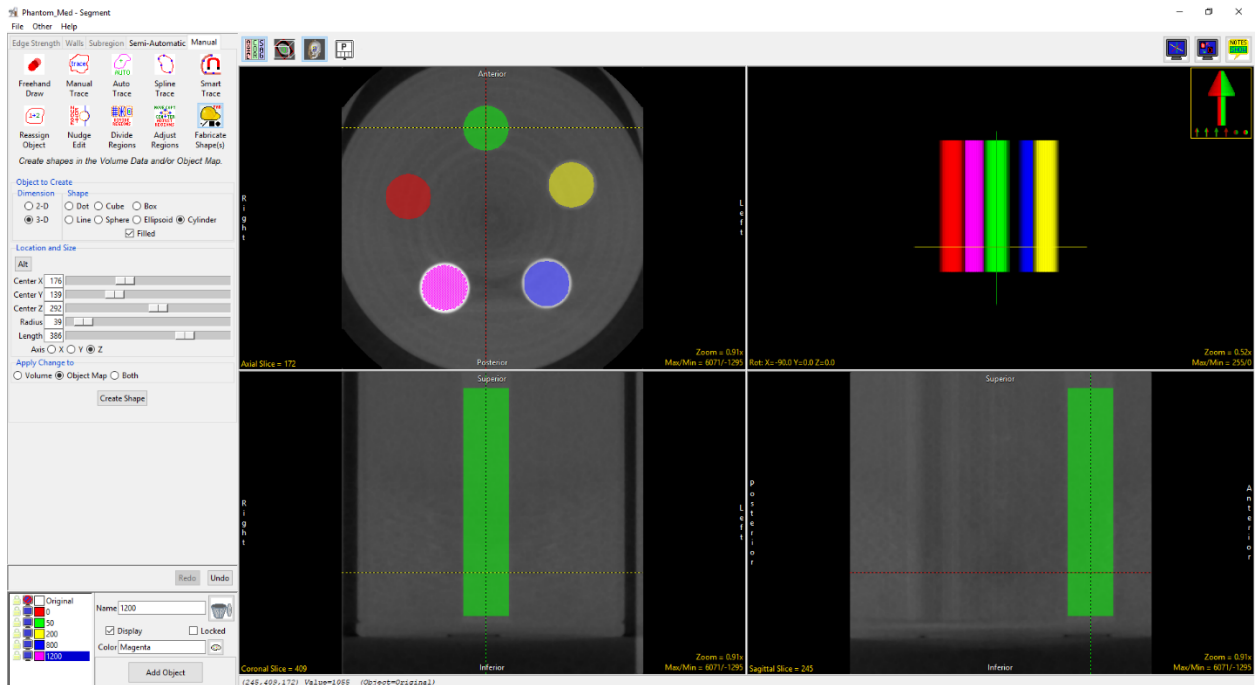 Phantom_Med - Segment
File Other Help
Edge Strength Walls Subregion Semi-Automatic Manual
trace
AUTO
Freehand Draw
Manual Trace
Auto Trace
Spline Trace
Smart Trace
1+2
Reassign Object
Nudge Edit
Divide Regions
Adjust Regions
Fabricate Shape(s)
Create shapes in the Volume Data and/or Object Map.
Object to Create
Dimension Shape
2-D Dot Cube Box
3-D Line Sphere Ellipsoid Cylinder
Filled
Location and Size
Alt
Center X 176
Center Y 139
Center Z 292
Radius 39
Length 386
Axis X Y Z
Apply Change to
Volume Object Map Both
Create Shape
Redo Undo
Original
0
50
200
800
1200
Name 1200
Display Locked
Color Magenta
Add Object
P
NOTES
Anterior
Right
Left
Posterior
Axial Slice = 172
Zoom = 0.91x
Max/Min = 6071/-1295
Rot: X=-90.0 Y=0.0 Z=0.0
Zoom = 0.52x
Max/Min = 255/0
Superior
Right
Left
Inferior
Coronal Slice = 409
Zoom = 0.91x
Max/Min = 6071/-1295
Superior
Posterior
Anterior
Inferior
Sagittal Slice = 245
Zoom = 0.91x
Max/Min = 6071/-1295
(245,409,172) Value=1055 (Object=Original)